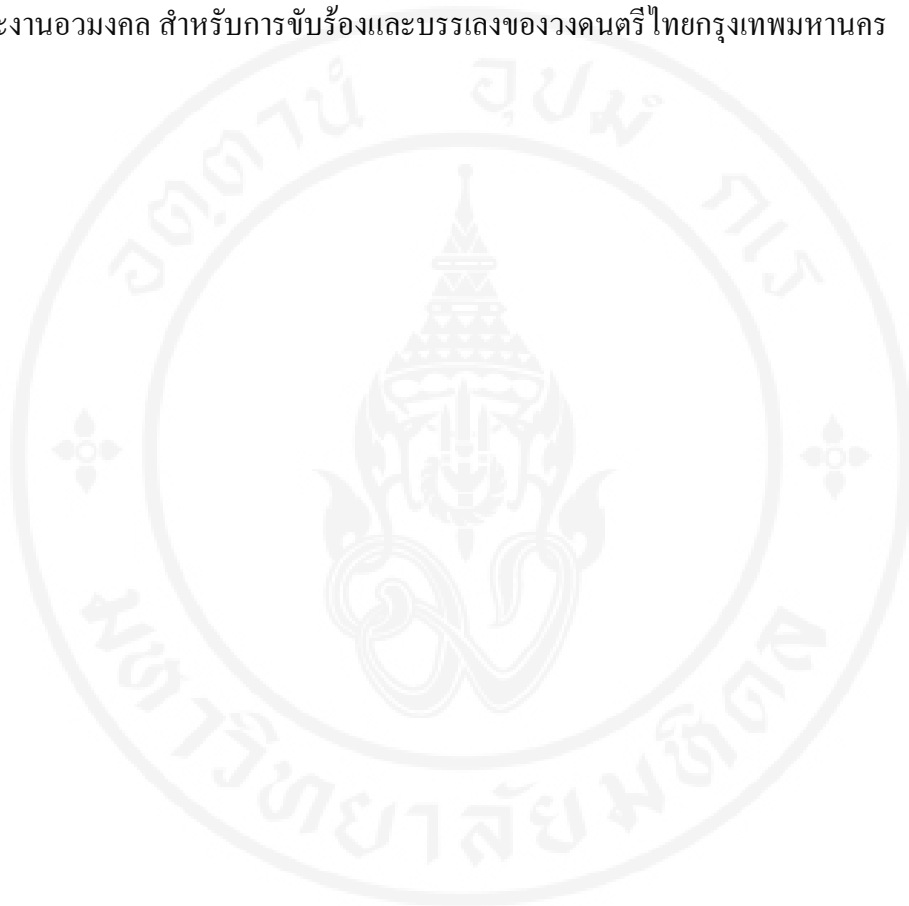 ะงานอวมงคล สำหรับการขับร้องและบรรเลงของวงดนตรีไทยกรุงเทพมหานคร
อตฺตานํ อุปมํ กเร
มหาวิทยาลัยมหิดล